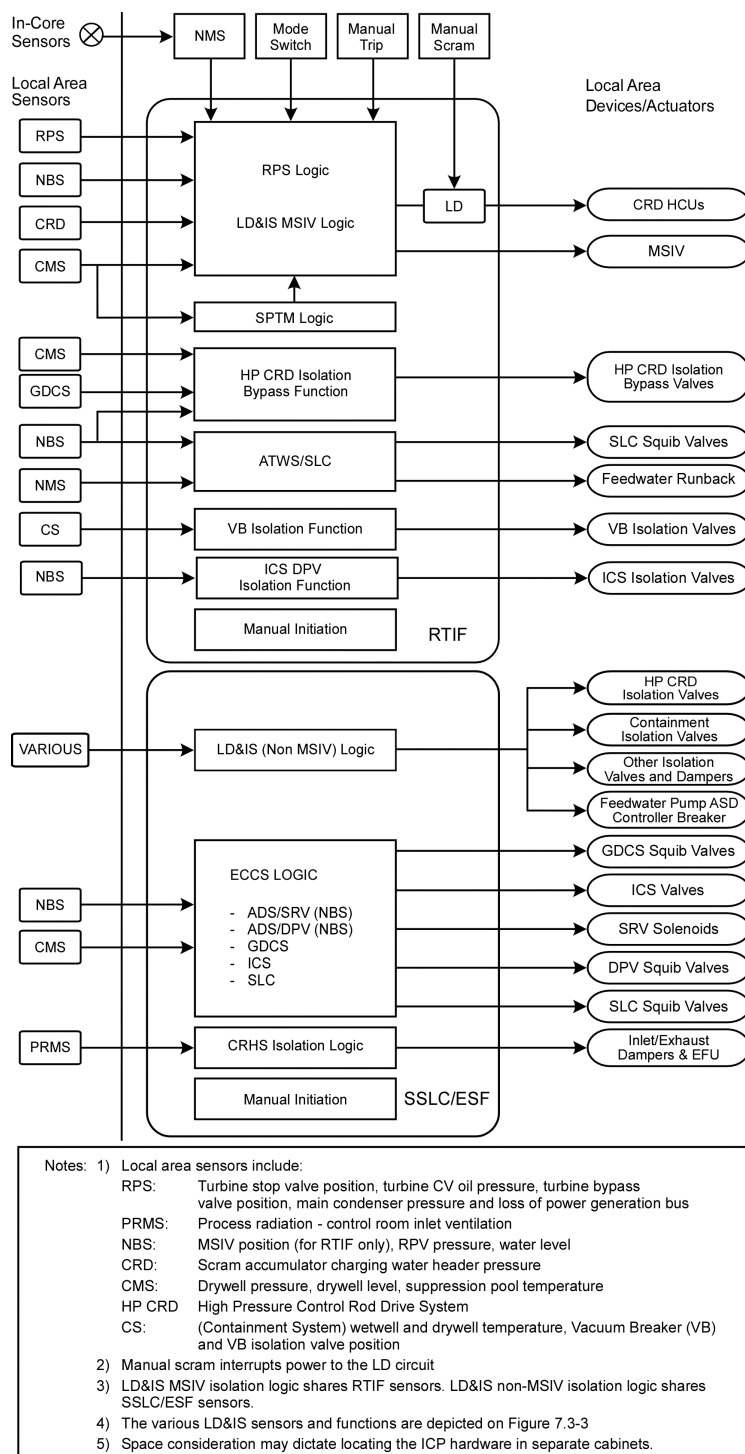 In-Core
Sensors
NMS
Mode
Switch
Manual
Trip
Manual
Scram
Local Area
Sensors
Local Area
Devices/Actuators
RPS
NBS
CRD
CMS
RPS Logic
LD&IS MSIV Logic
LD
CRD HCUs
MSIV
SPTM Logic
CMS
GDCS
HP CRD Isolation
Bypass Function
HP CRD Isolation
Bypass Valves
NBS
NMS
ATWS/SLC
SLC Squib Valves
Feedwater Runback
CS
VB Isolation Function
VB Isolation Valves
NBS
ICS DPV
Isolation Function
ICS Isolation Valves
Manual Initiation
RTIF
VARIOUS
LD&IS (Non MSIV) Logic
HP CRD
Isolation Valves
Containment
Isolation Valves
Other Isolation
Valves and Dampers
Feedwater Pump ASD
Controller Breaker
NBS
CMS
ECCS LOGIC
- ADS/SRV (NBS)
- ADS/DPV (NBS)
- GDCS
- ICS
- SLC
GDCS Squib Valves
ICS Valves
SRV Solenoids
DPV Squib Valves
SLC Squib Valves
PRMS
CRHS Isolation Logic
Inlet/Exhaust
Dampers & EFU
Manual Initiation
SSLC/ESF
Notes: 1) Local area sensors include:
RPS: Turbine stop valve position, turbine CV oil pressure, turbine bypass
valve position, main condenser pressure and loss of power generation bus
PRMS: Process radiation - control room inlet ventilation
NBS: MSIV position (for RTIF only), RPV pressure, water level
CRD: Scram accumulator charging water header pressure
CMS: Drywell pressure, drywell level, suppression pool temperature
HP CRD High Pressure Control Rod Drive System
CS: (Containment System) wetwell and drywell temperature, Vacuum Breaker (VB)
and VB isolation valve position
2) Manual scram interrupts power to the LD circuit
3) LD&IS MSIV isolation logic shares RTIF sensors. LD&IS non-MSIV isolation logic shares
SSLC/ESF sensors.
4) The various LD&IS sensors and functions are depicted on Figure 7.3-3
5) Space consideration may dictate locating the ICP hardware in separate cabinets.